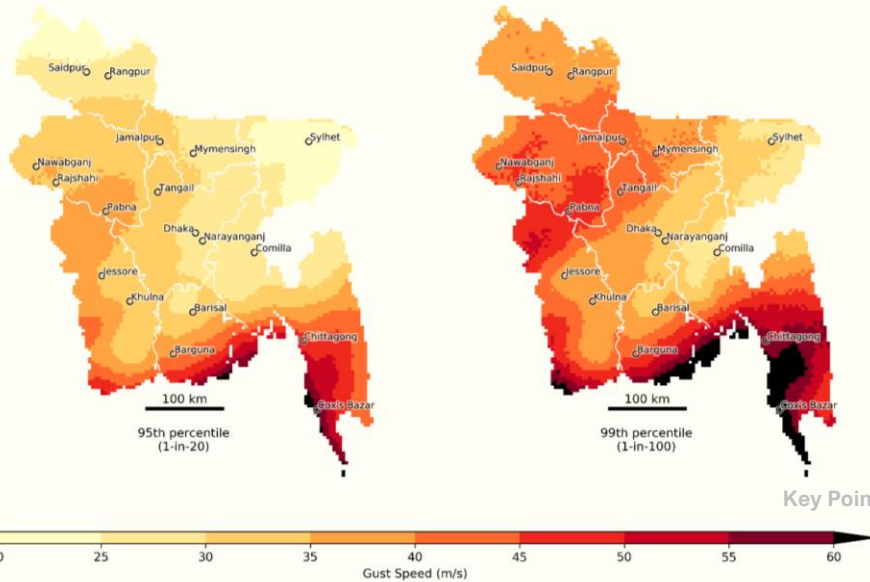 Saidpur
Rangpur
Jamalpur
Mymensingh
Sylhet
Nawabganj
Rajshahi
Tangail
Pabna
Dhaka
Narayanganj
Comilla
Jessore
Khulna
Barisal
Barguna
Chittagong
Cox's Bazar
100 km
95th percentile
(1-in-20)
Saidpur
Rangpur
Jamalpur
Mymensingh
Sylhet
Nawabganj
Rajshahi
Tangail
Pabna
Dhaka
Narayanganj
Comilla
Jessore
Khulna
Barisal
Barguna
Chittagong
Cox's Bazar
100 km
99th percentile
(1-in-100)
Key Poin
0 25 30 35 40 45 50 55 60
Gust Speed (m/s)